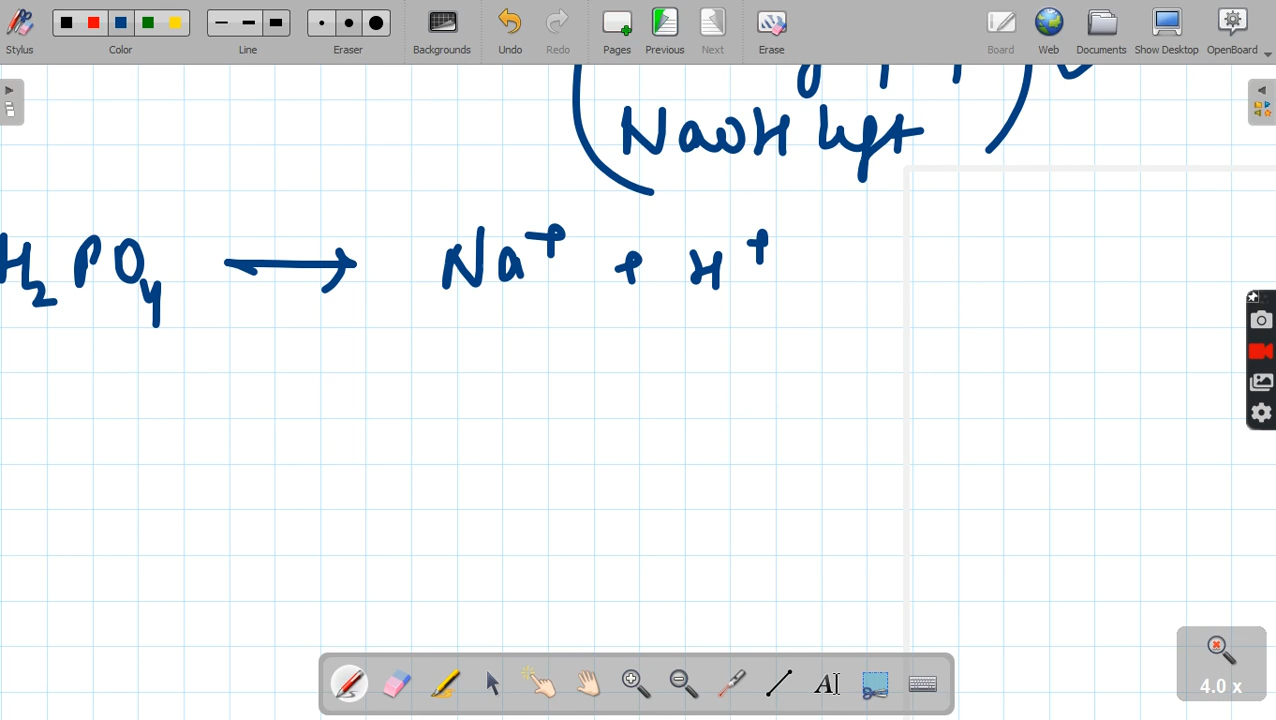 Stylus Color Line Eraser Backgrounds Undo Redo Pages Previous Next Erase Board Web Documents Show Desktop OpenBoard
NaOH left
H₂PO₄ ⟶ Na⁺ + H⁺
4.0 x